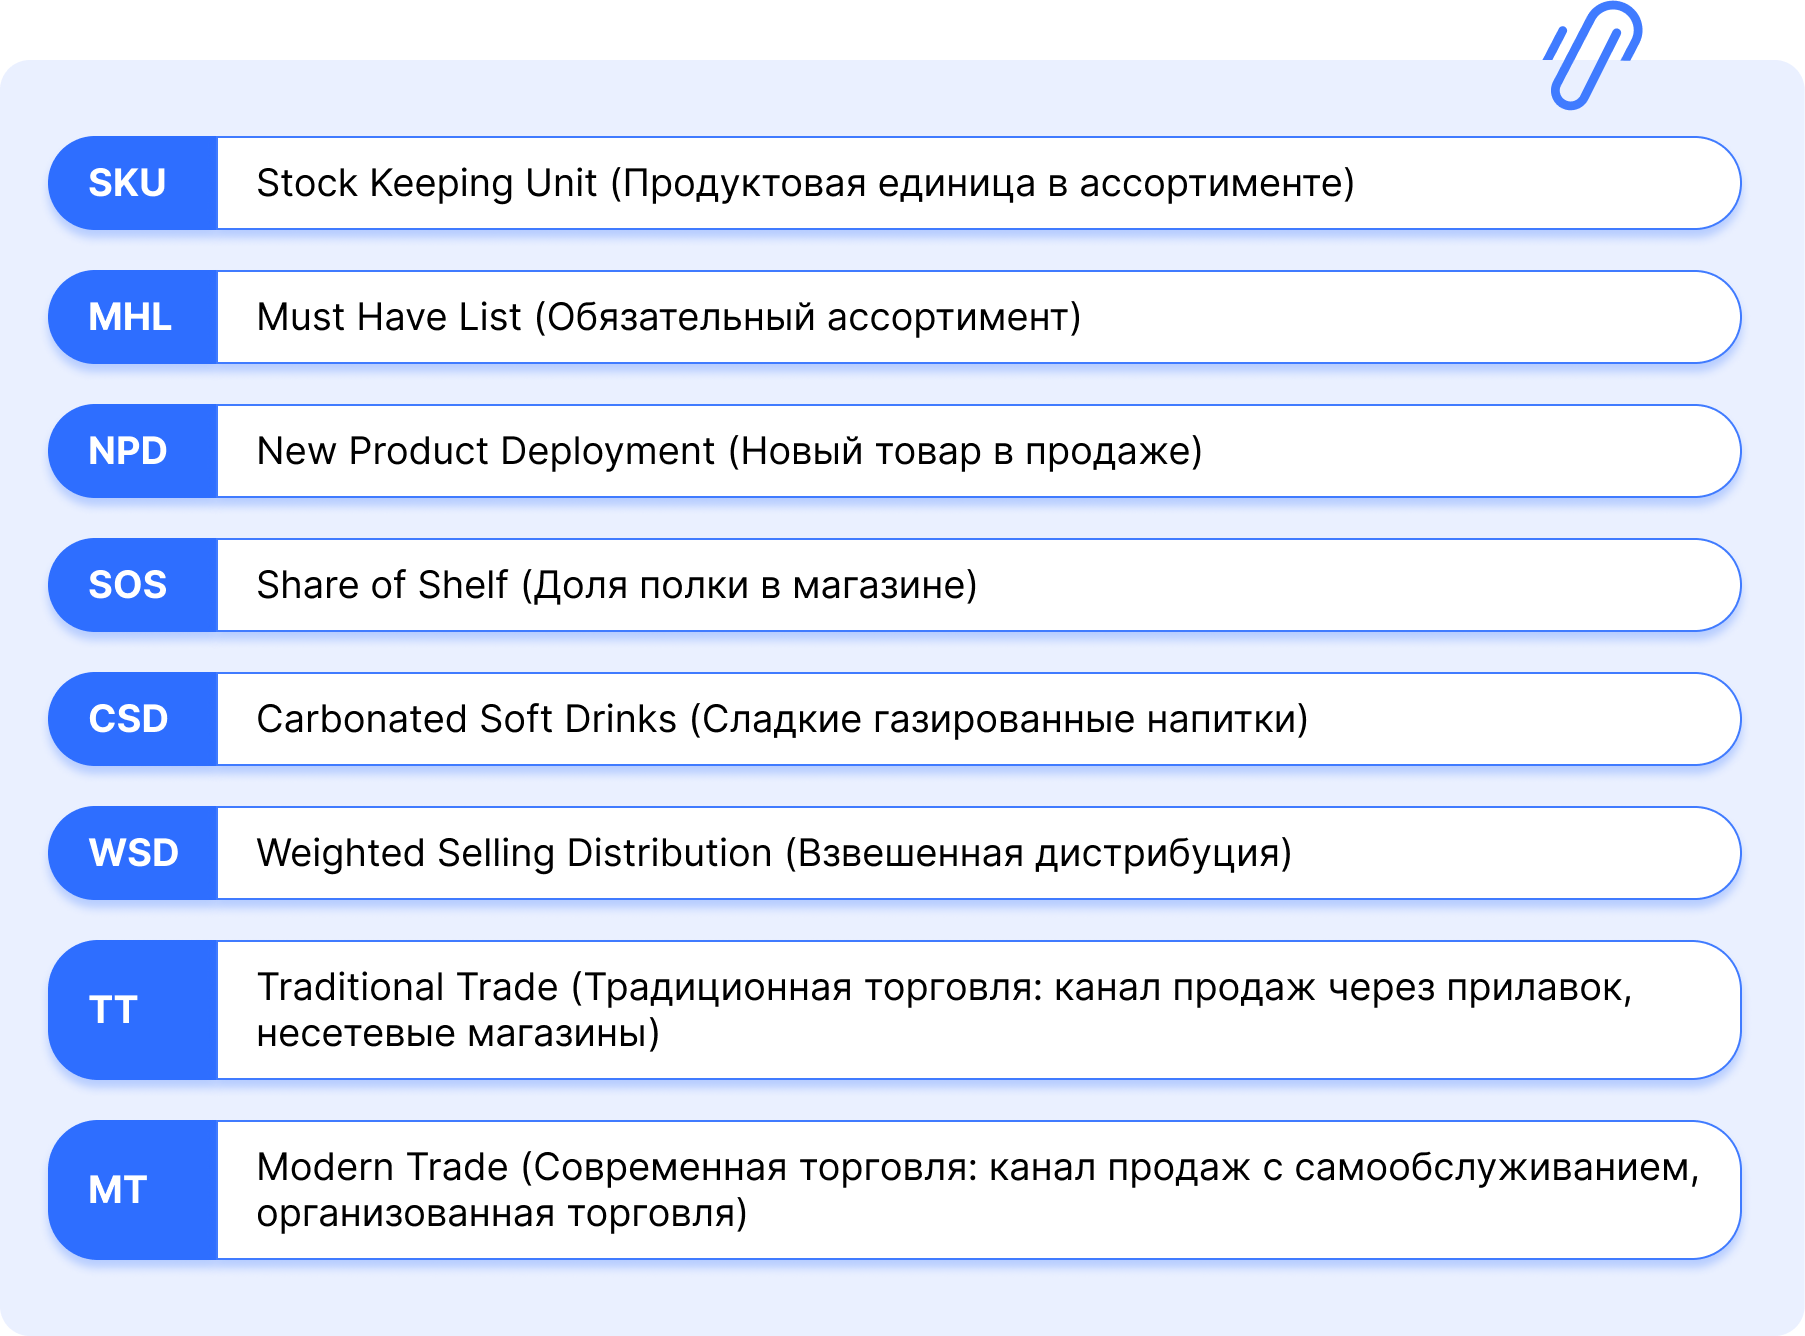 SKU
Stock Keeping Unit (Продуктовая единица в ассортименте)
MHL
Must Have List (Обязательный ассортимент)
NPD
New Product Deployment (Новый товар в продаже)
SOS
Share of Shelf (Доля полки в магазине)
CSD
Carbonated Soft Drinks (Сладкие газированные напитки)
WSD
Weighted Selling Distribution (Взвешенная дистрибуция)
TT
Traditional Trade (Традиционная торговля: канал продаж через прилавок,
несетевые магазины)
MT
Modern Trade (Современная торговля: канал продаж с самообслуживанием,
организованная торговля)